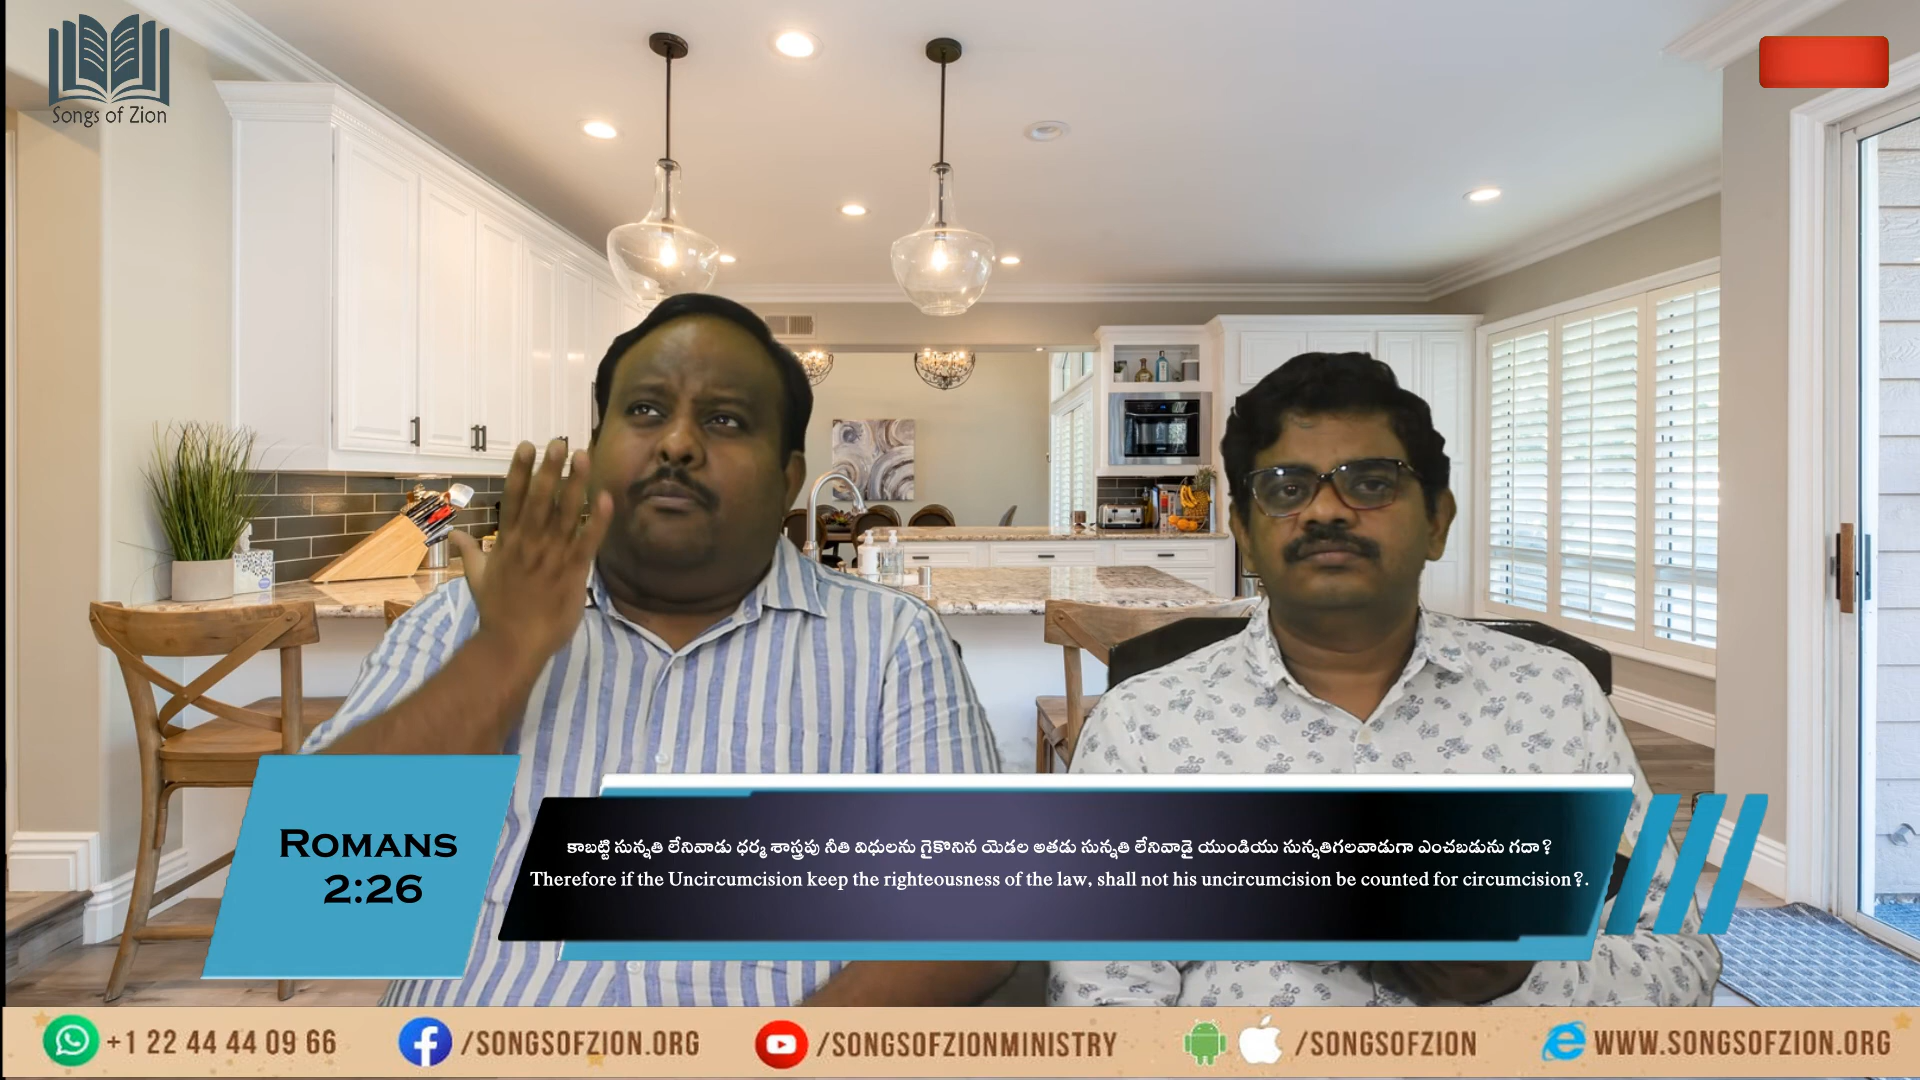 Songs of Zion
ROMANS
2:26
కాబట్టి సున్నతి లేనివాడు ధర్మ శాస్త్రపు నీతి విధులను గైకొనిన యెడల అతడు సున్నతి లేనివాడై యుండియు సున్నతిగలవాడుగా ఎంచబడును గదా?
Therefore if the Uncircumcision keep the righteousness of the law, shall not his uncircumcision be counted for circumcision?.
+1 22 44 44 09 66
/SONGSOFZION.ORG
/SONGSOFZIONMINISTRY
/SONGSOFZION
WWW.SONGSOFZION.ORG